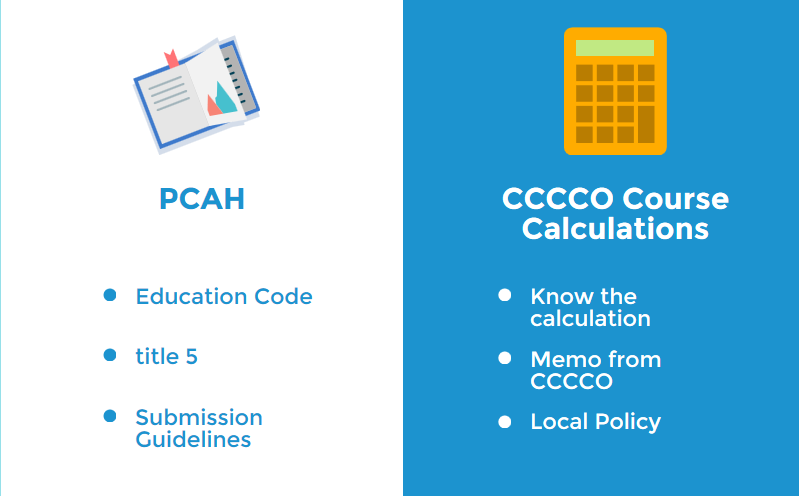 PCAH
Education Code
title 5
Submission
Guidelines
CCCCO Course
Calculations
Know the
calculation
Memo from
CCCCO
Local Policy